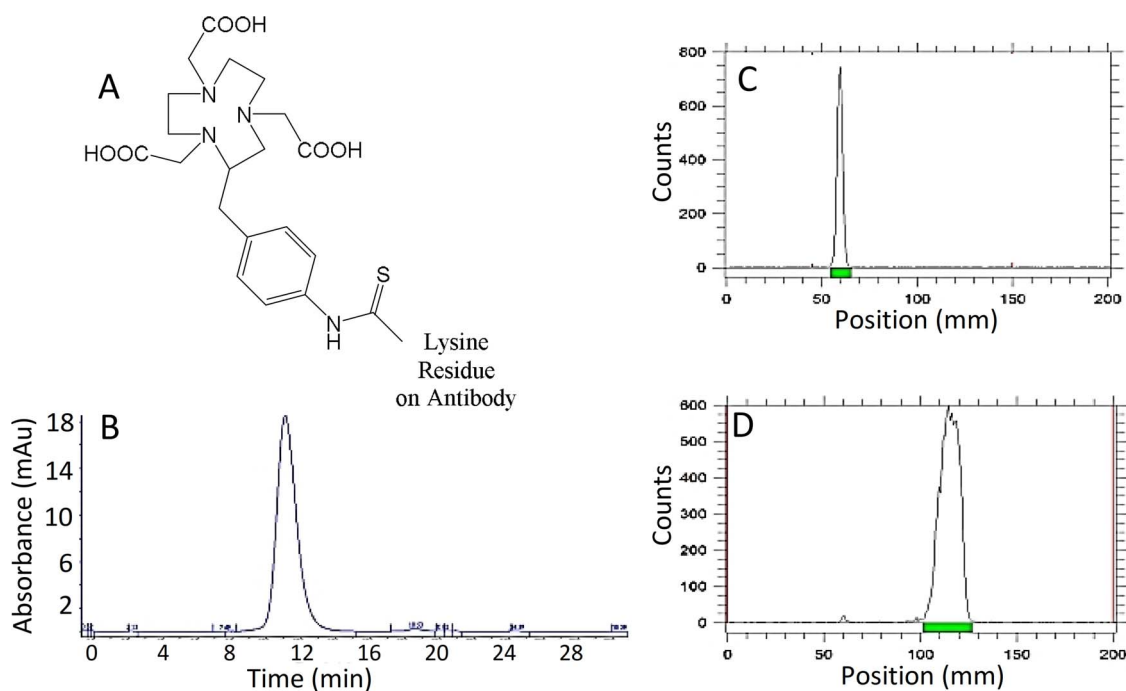 A
COOH
N
N
N
HOOC
COOH
S
N
H
Lysine
Residue
on Antibody
B
Absorbance (mAu)
18
14
10
6
2
0 4 8 12 16 20 24 28
Time (min)
C
Counts
800
600
400
200
0
0 50 100 150 200
Position (mm)
D
Counts
600
500
400
300
200
100
0
0 50 100 150 200
Position (mm)